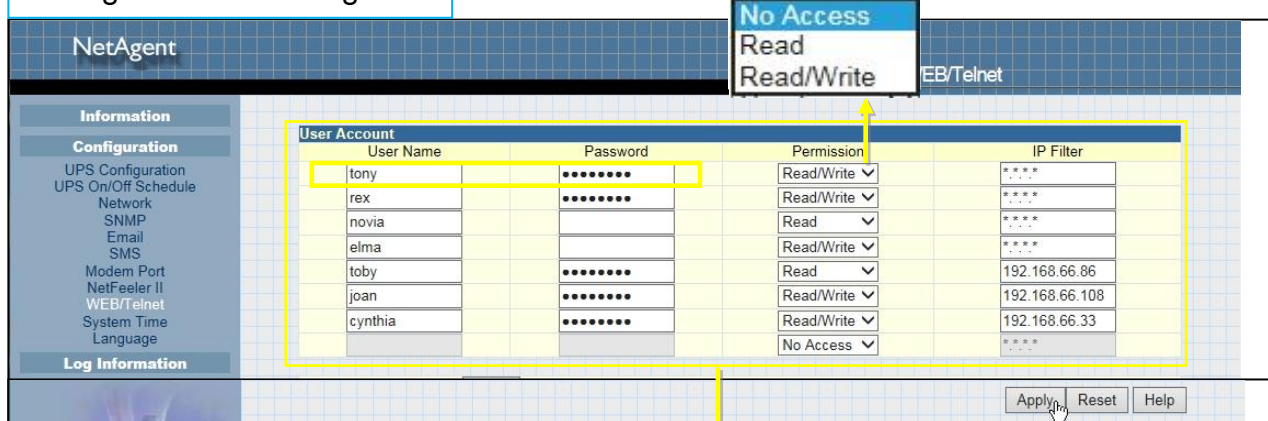 No Access
Read
Read/Write
NetAgent
EB/Telnet
Information
Configuration
UPS Configuration
UPS On/Off Schedule
Network
SNMP
Email
SMS
Modem Port
NetFeeler II
WEB/Telnet
System Time
Language
Log Information
User Account
User Name Password Permission IP Filter
tony •••••••• Read/Write *.*.*.*
rex •••••••• Read/Write *.*.*.*
novia Read *.*.*.*
elma Read/Write *.*.*.*
toby •••••••• Read 192.168.66.86
joan •••••••• Read/Write 192.168.66.108
cynthia •••••••• Read/Write 192.168.66.33
No Access *.*.*.*
Apply Reset Help